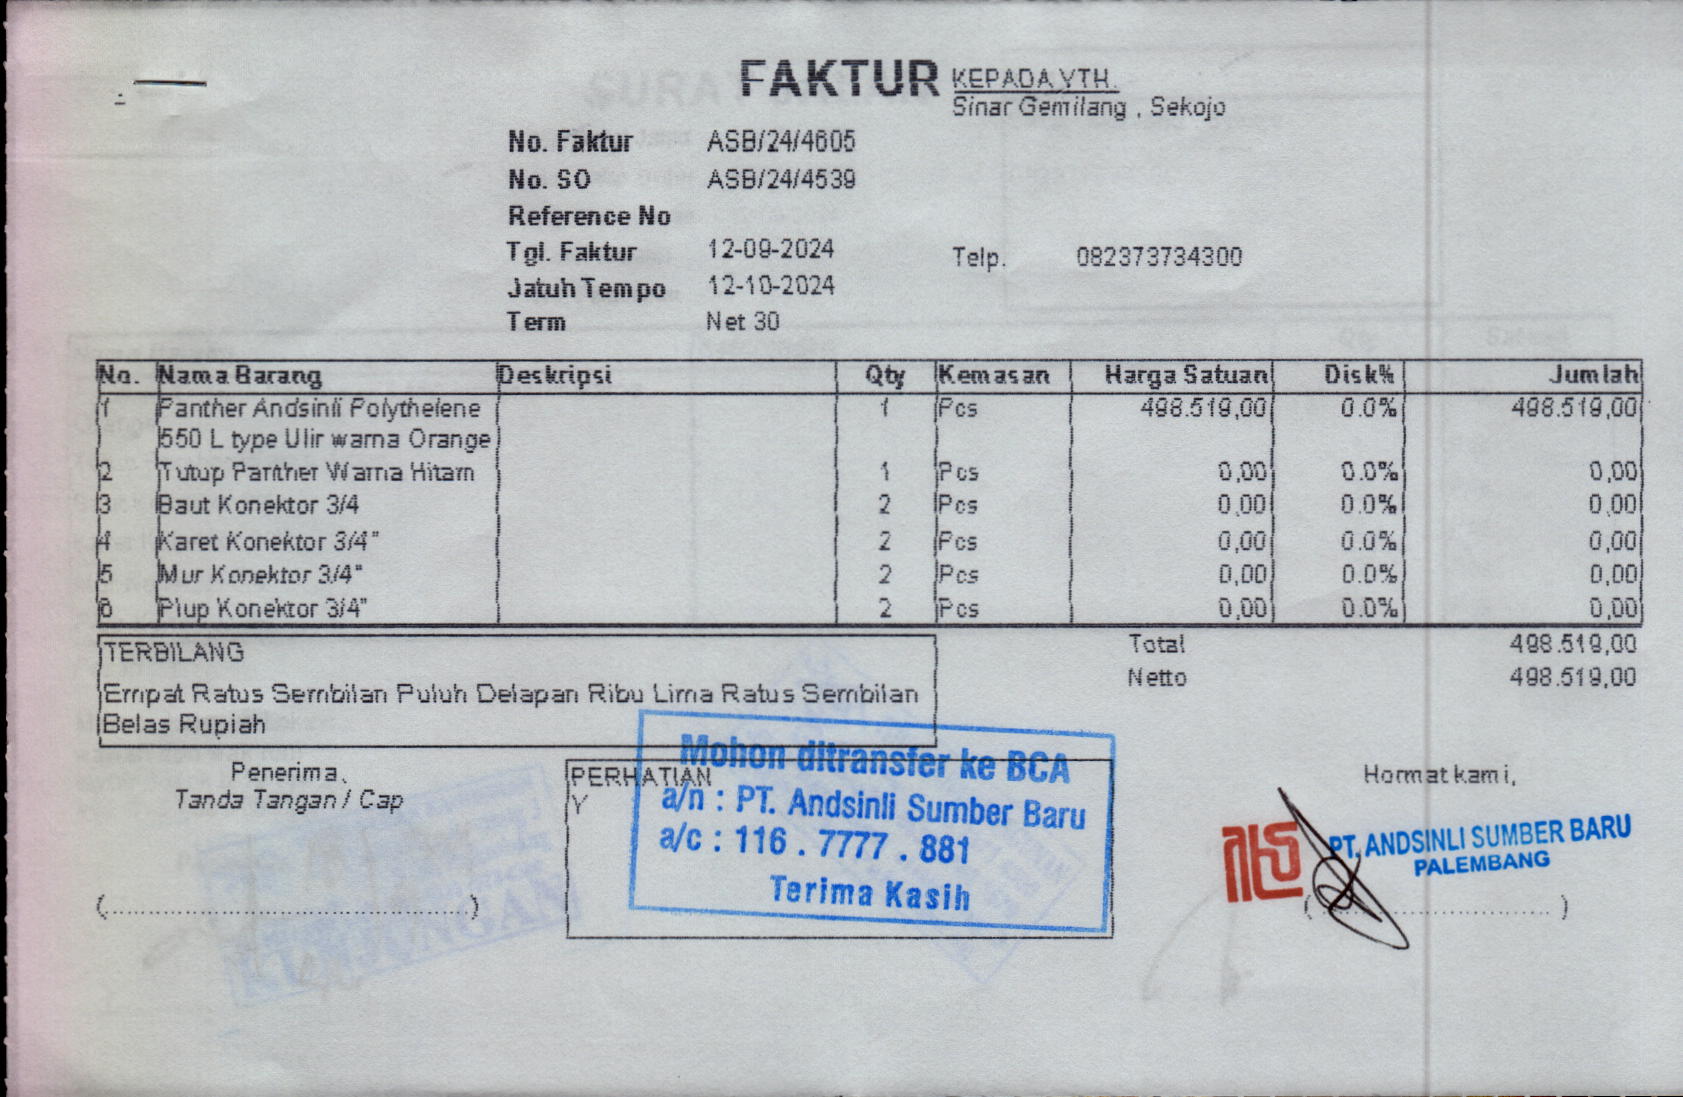 FAKTUR
KEPADA YTH.
Sinar Gemilang , Sekojo
No. Faktur ASB/24/4605
No. SO ASB/24/4539
Reference No
Tgl. Faktur 12-09-2024
Telp. 082373734300
Jatuh Tempo 12-10-2024
Term Net 30
No. Nama Barang Deskripsi Qty Kemasan Harga Satuan Disk% Jumlah
1 Panther Andsinli Polythelene 1 Pcs 498.519,00 0.0% 498.519,00
550 L type Ulir warna Orange
2 Tutup Panther Warna Hitam 1 Pcs 0,00 0.0% 0,00
3 Baut Konektor 3/4 2 Pcs 0,00 0.0% 0,00
4 Karet Konektor 3/4" 2 Pcs 0,00 0.0% 0,00
5 Mur Konektor 3/4" 2 Pcs 0,00 0.0% 0,00
6 Plup Konektor 3/4" 2 Pcs 0,00 0.0% 0,00
Total 498.519,00
Netto 498.519,00
TERBILANG
Empat Ratus Sembilan Puluh Delapan Ribu Lima Ratus Sembilan
Belas Rupiah
Penerima,
Tanda Tangan / Cap
PERHATIAN
Y
Mohon ditransfer ke BCA
a/n : PT. Andsinli Sumber Baru
a/c : 116 . 7777 . 881
Terima Kasih
Hormat kami,
PT. ANDSINLI SUMBER BARU
PALEMBANG